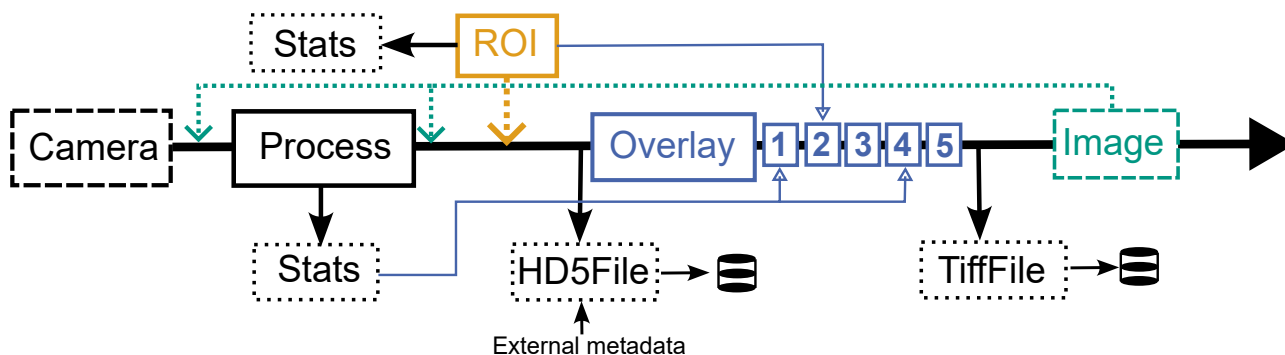 Stats
ROI
Camera
Process
Overlay
1
2
3
4
5
Image
Stats
HD5File
TiffFile
External metadata